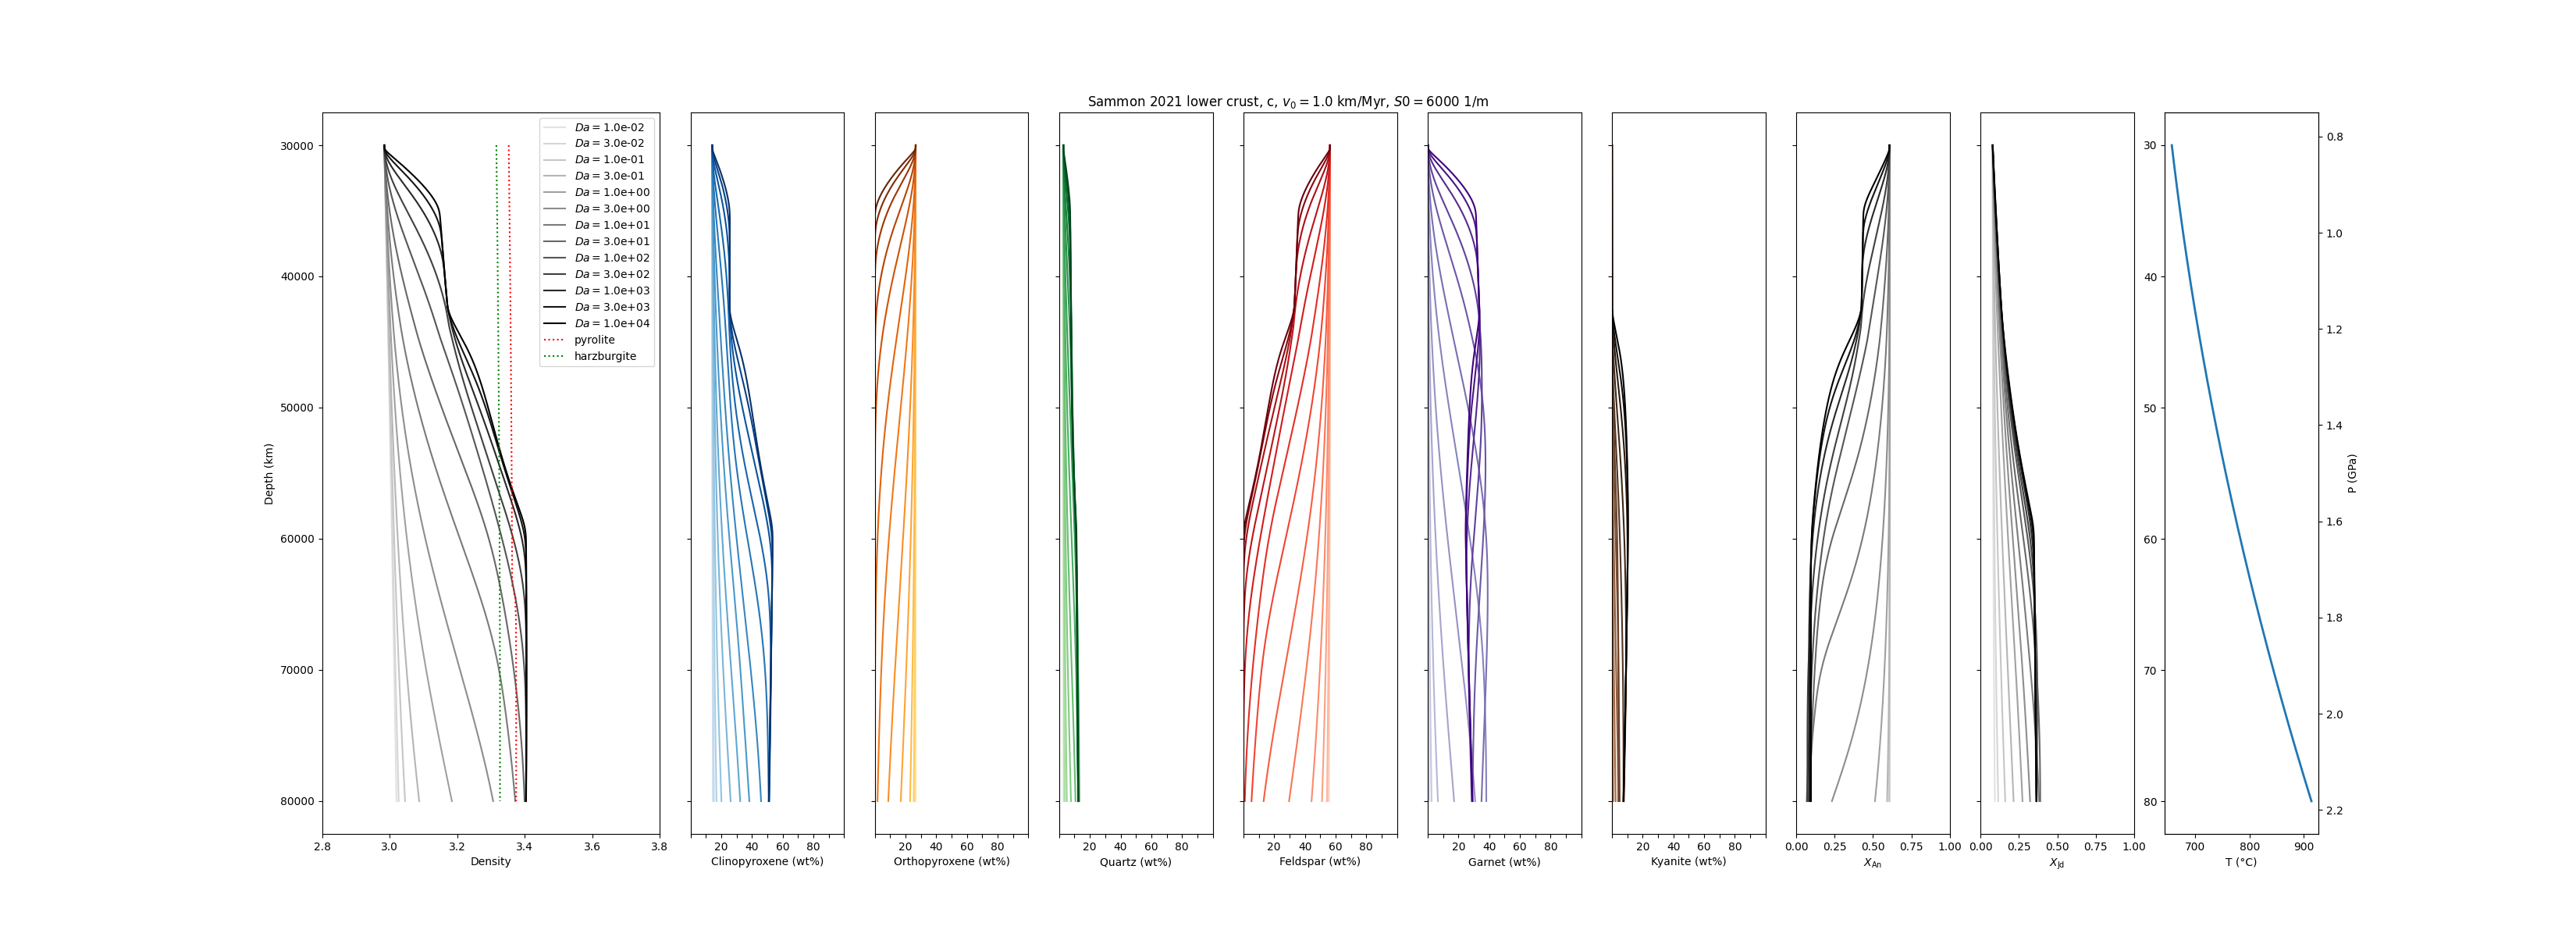 Sammon 2021 lower crust, c, v₀ = 1.0 km/Myr, S0 = 6000 1/m
Da = 1.0e-02
Da = 3.0e-02
Da = 1.0e-01
Da = 3.0e-01
Da = 1.0e+00
Da = 3.0e+00
Da = 1.0e+01
Da = 3.0e+01
Da = 1.0e+02
Da = 3.0e+02
Da = 1.0e+03
Da = 3.0e+03
Da = 1.0e+04
pyrolite
harzburgite
30000
40000
50000
60000
70000
80000
Depth (km)
2.8 3.0 3.2 3.4 3.6 3.8
Density
20 40 60 80
Clinopyroxene (wt%)
20 40 60 80
Orthopyroxene (wt%)
20 40 60 80
Quartz (wt%)
20 40 60 80
Feldspar (wt%)
20 40 60 80
Garnet (wt%)
20 40 60 80
Kyanite (wt%)
0.00 0.25 0.50 0.75 1.00
X_An
0.00 0.25 0.50 0.75 1.00
X_Jd
30
40
50
60
70
80
700 800 900
T (°C)
0.8
1.0
1.2
1.4
1.6
1.8
2.0
2.2
P (GPa)